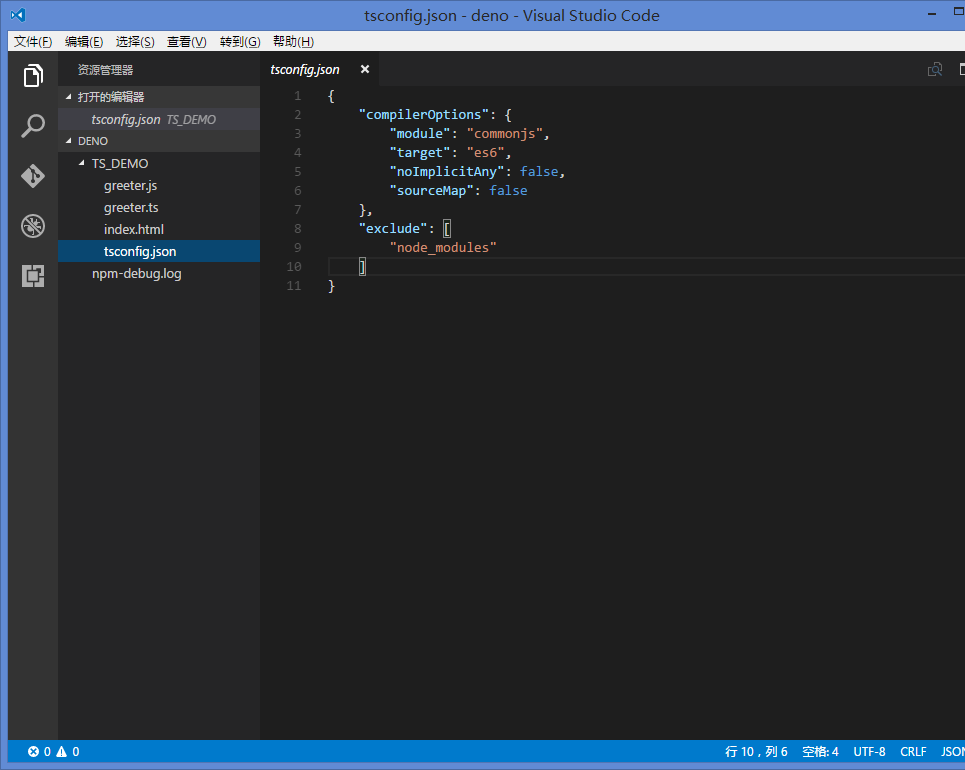 tsconfig.json - deno - Visual Studio Code
文件(F) 编辑(E) 选择(S) 查看(V) 转到(G) 帮助(H)
资源管理器
打开的编辑器
tsconfig.json TS_DEMO
DENO
TS_DEMO
greeter.js
greeter.ts
index.html
tsconfig.json
npm-debug.log
tsconfig.json
1 {
2 "compilerOptions": {
3 "module": "commonjs",
4 "target": "es6",
5 "noImplicitAny": false,
6 "sourceMap": false
7 },
8 "exclude": [
9 "node_modules"
10 ]
11 }
0 0 行 10，列 6 空格: 4 UTF-8 CRLF JSON